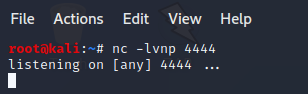 File Actions Edit View Help
root@kali:~# nc -lvnp 4444
listening on [any] 4444 ...